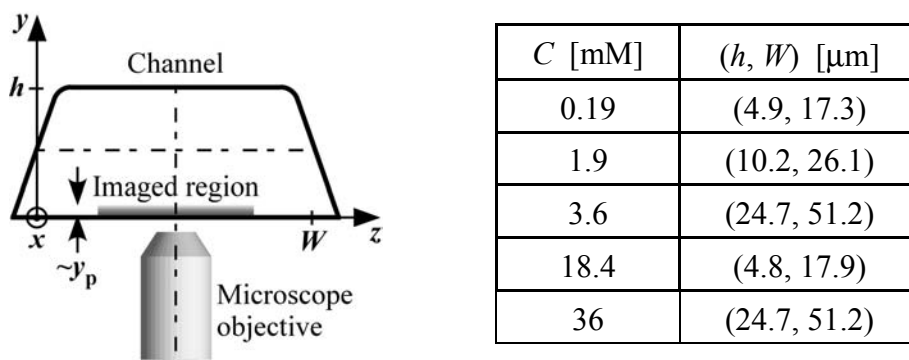 y
Channel
h
Imaged region
x
W
z
~yp
Microscope
objective
C [mM]
(h, W) [μm]
0.19
(4.9, 17.3)
1.9
(10.2, 26.1)
3.6
(24.7, 51.2)
18.4
(4.8, 17.9)
36
(24.7, 51.2)